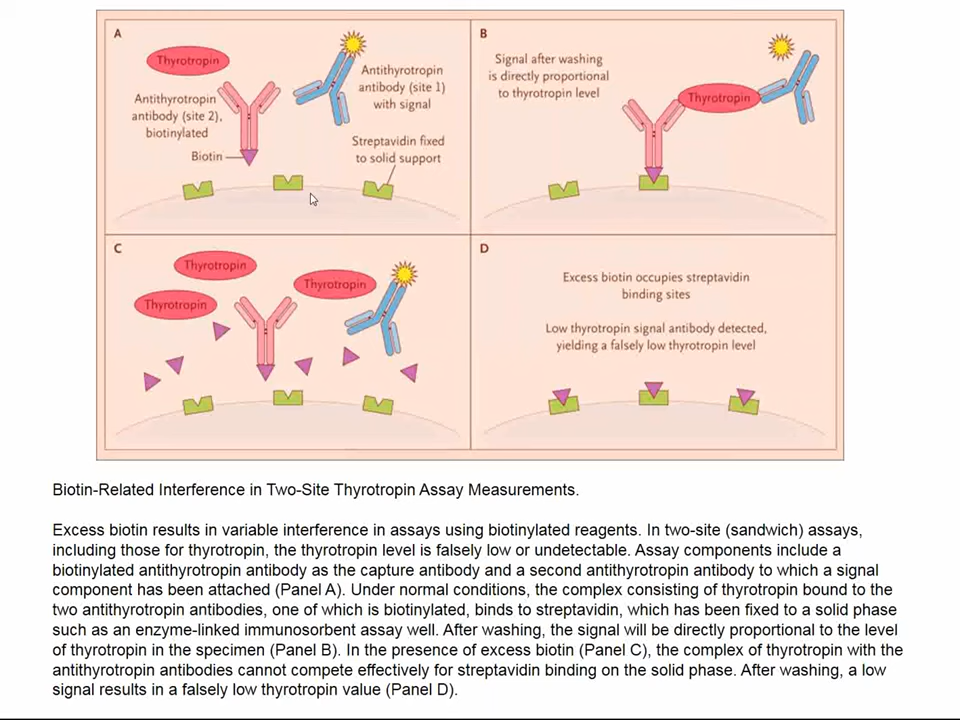 A
Thyrotropin
Antithyrotropin
antibody (site 1)
with signal
Antithyrotropin
antibody (site 2),
biotinylated
Biotin
Streptavidin fixed
to solid support
B
Signal after washing
is directly proportional
to thyrotropin level
Thyrotropin
C
Thyrotropin
Thyrotropin
Thyrotropin
D
Excess biotin occupies streptavidin
binding sites
Low thyrotropin signal antibody detected,
yielding a falsely low thyrotropin level
Biotin-Related Interference in Two-Site Thyrotropin Assay Measurements.
Excess biotin results in variable interference in assays using biotinylated reagents. In two-site (sandwich) assays,
including those for thyrotropin, the thyrotropin level is falsely low or undetectable. Assay components include a
biotinylated antithyrotropin antibody as the capture antibody and a second antithyrotropin antibody to which a signal
component has been attached (Panel A). Under normal conditions, the complex consisting of thyrotropin bound to the
two antithyrotropin antibodies, one of which is biotinylated, binds to streptavidin, which has been fixed to a solid phase
such as an enzyme-linked immunosorbent assay well. After washing, the signal will be directly proportional to the level
of thyrotropin in the specimen (Panel B). In the presence of excess biotin (Panel C), the complex of thyrotropin with the
antithyrotropin antibodies cannot compete effectively for streptavidin binding on the solid phase. After washing, a low
signal results in a falsely low thyrotropin value (Panel D).